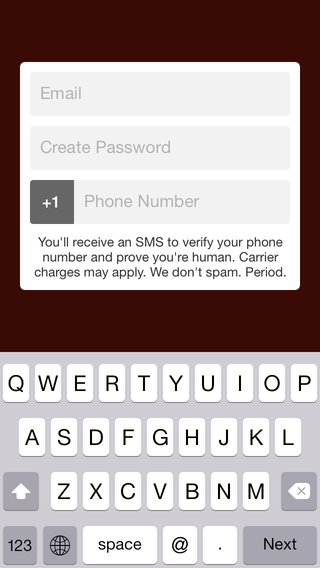 Email
Create Password
+1 Phone Number
You'll receive an SMS to verify your phone
number and prove you're human. Carrier
charges may apply. We don't spam. Period.
Q W E R T Y U I O P
A S D F G H J K L
Z X C V B N M
123 space @ . Next